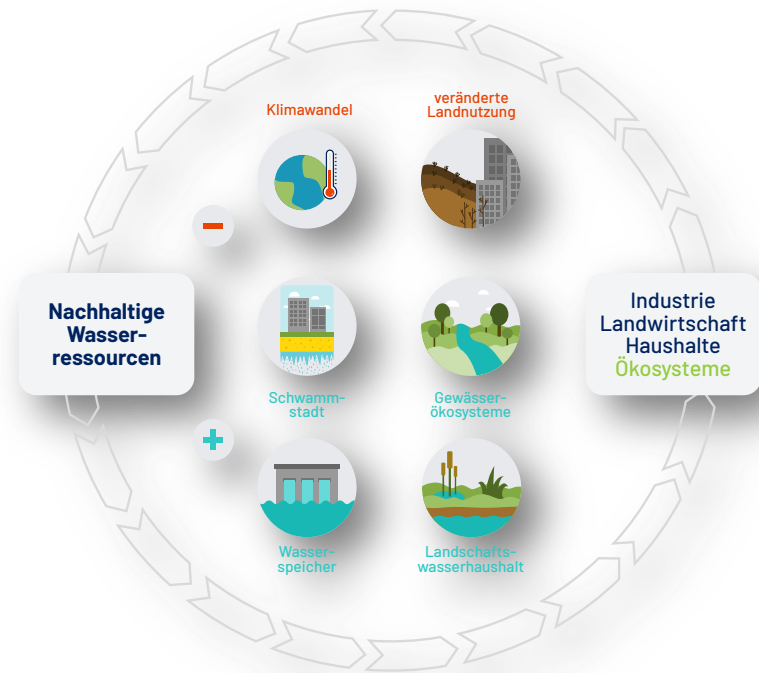 Klimawandel
veränderte
Landnutzung
Nachhaltige
Wasser-
ressourcen
Industrie
Landwirtschaft
Haushalte
Ökosysteme
Schwamm-
stadt
Gewässer-
ökosysteme
Wasser-
speicher
Landschafts-
wasserhaushalt